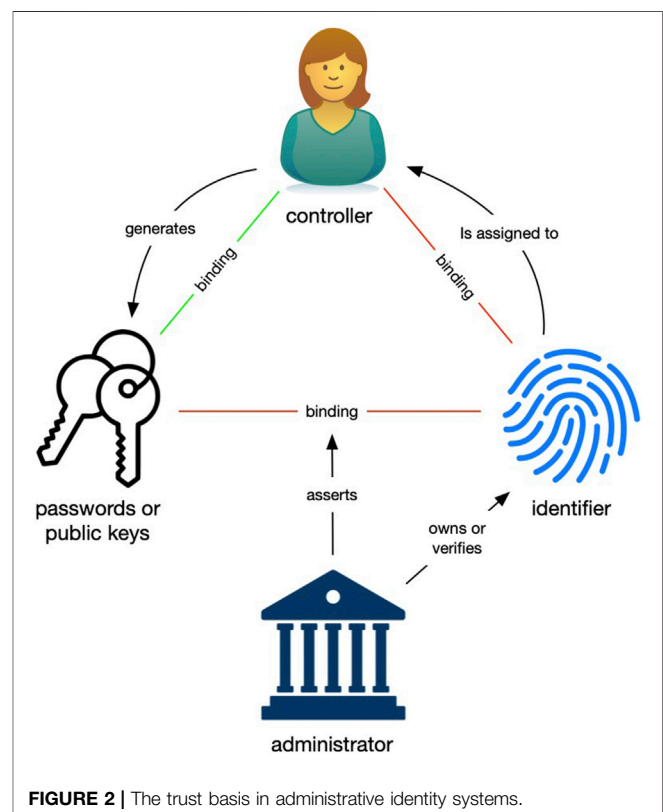 controller
generates
Is assigned to
binding
binding
binding
passwords or
public keys
identifier
asserts
owns or
verifies
administrator
FIGURE 2 | The trust basis in administrative identity systems.